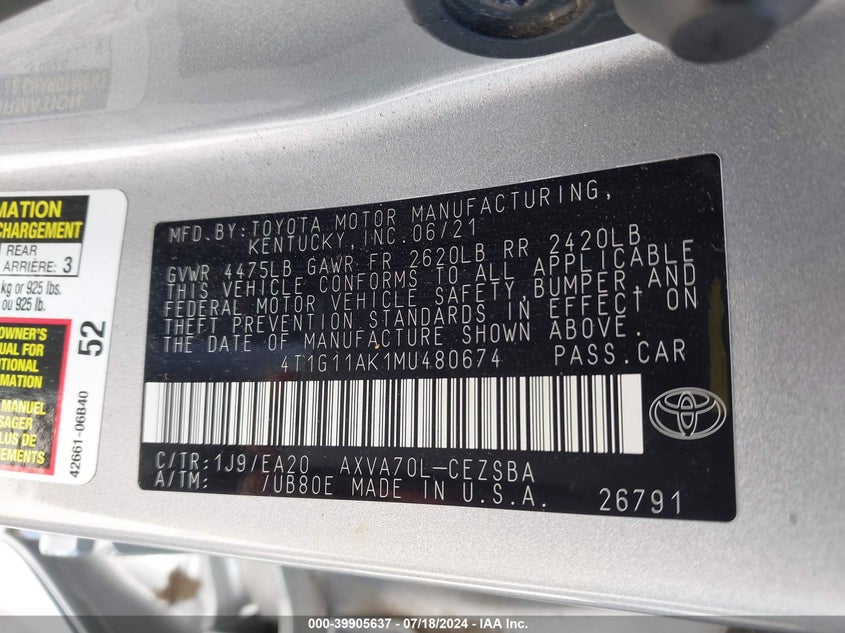 MATION
CHARGEMENT
REAR
ARRIÈRE: 3
kg or 925 lbs.
ou 925 lb.
OWNER'S
UAL FOR
ITIONAL
RMATION
MANUEL
SAGER
LUS DE
NEMENTS
52
42661-06B40
MFD.BY:TOYOTA MOTOR MANUFACTURING,
KENTUCKY,INC.06/21
GVWR 4475LB GAWR FR 2620LB RR 2420LB
THIS VEHICLE CONFORMS TO ALL APPLICABLE
FEDERAL MOTOR VEHICLE SAFETY,BUMPER,AND
THEFT PREVENTION STANDARDS IN EFFECT ON
THE DATE OF MANUFACTURE SHOWN ABOVE.
4T1G11AK1MU480674 PASS.CAR
C/TR:1J9/EA20 AXVA70L-CEZSBA
A/TM: 7UB80E MADE IN U.S.A. 26791
000-39905637 - 07/18/2024 - IAA Inc.